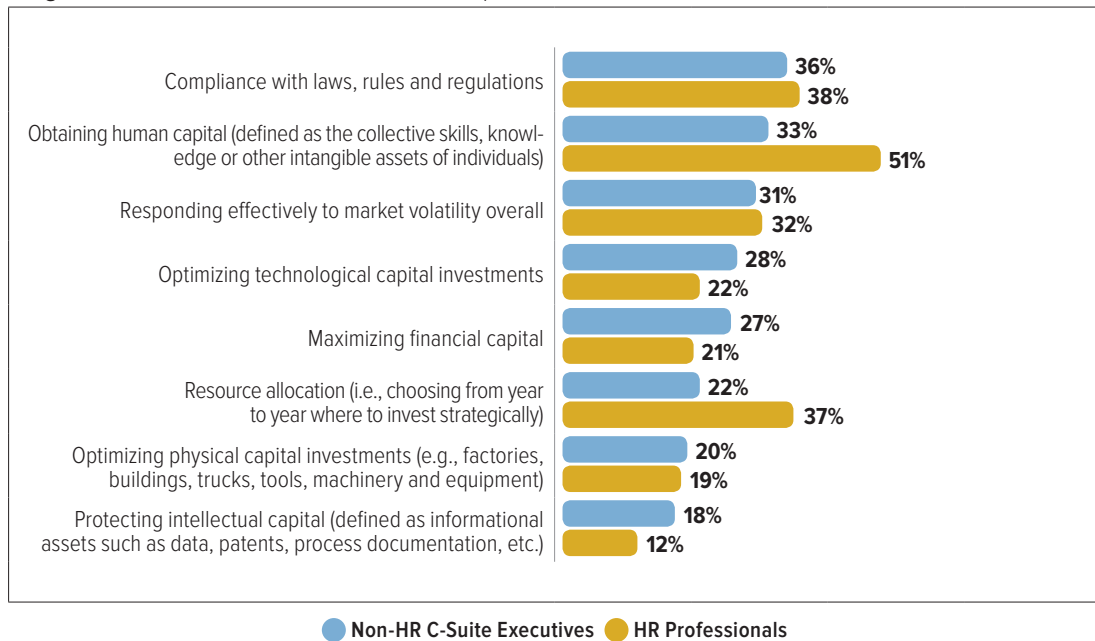 Compliance with laws, rules and regulations
36%
38%
Obtaining human capital (defined as the collective skills, knowl-
edge or other intangible assets of individuals)
33%
51%
Responding effectively to market volatility overall
31%
32%
Optimizing technological capital investments
28%
22%
Maximizing financial capital
27%
21%
Resource allocation (i.e., choosing from year
to year where to invest strategically)
22%
37%
Optimizing physical capital investments (e.g., factories,
buildings, trucks, tools, machinery and equipment)
20%
19%
Protecting intellectual capital (defined as informational
assets such as data, patents, process documentation, etc.)
18%
12%
Non-HR C-Suite Executives HR Professionals